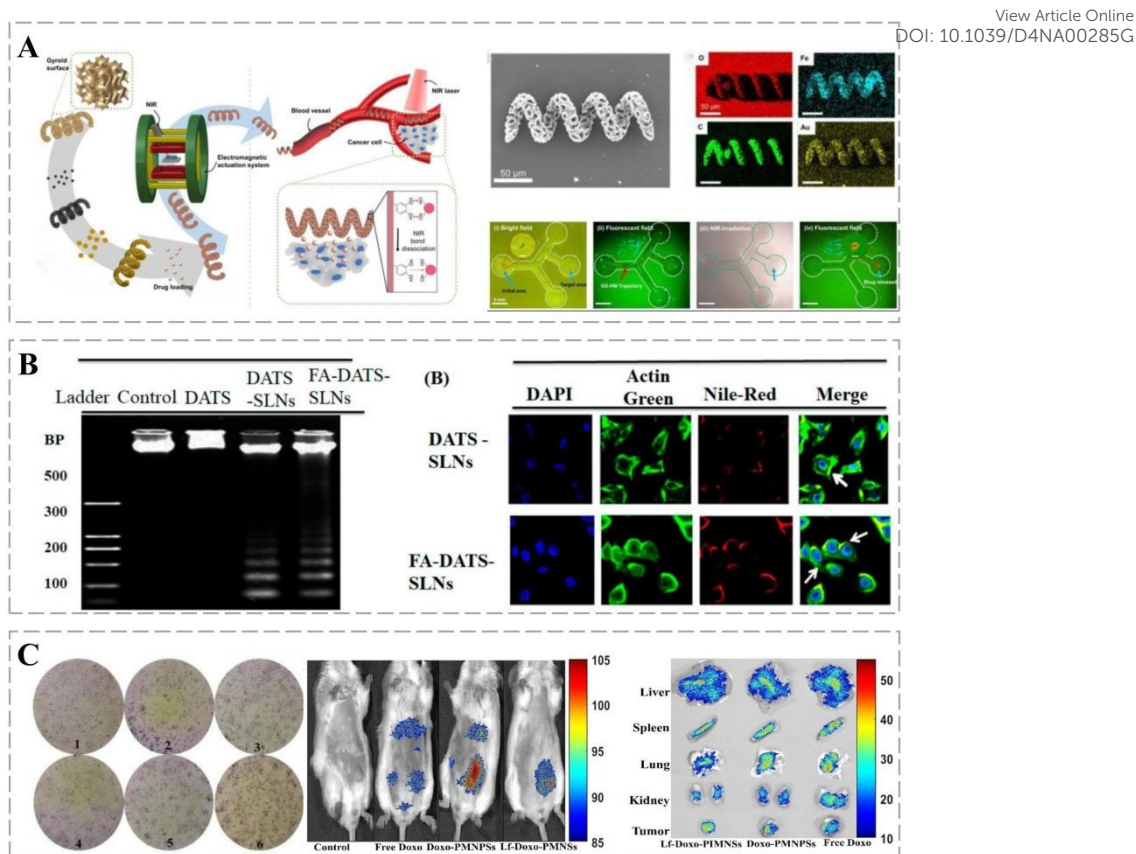 View Article Online
DOI: 10.1039/D4NA00285G
A
Gyroid
surface
NIR
Electromagnetic
actuation system
Drug loading
Blood vessel
NIR
laser
Cancer cell
NIR
bond
dissociation
50 µm
O
Fe
50 µm
C
Au
(i) Bright field
Initial area
Target area
(ii) Fluorescent field
GS-HM Trajectory
(iii) NIR-irradiation
(iv) Fluorescent field
Drug released
B
Ladder Control DATS DATS -SLNs FA-DATS- SLNs
BP
500
300
200
100
(B)
DAPI Actin Green Nile-Red Merge
DATS -
SLNs
FA-DATS-
SLNs
C
1 2 3
4 5 6
105
100
95
90
85
Control Free Doxo Doxo-PMNPSs Lf-Doxo-PMNSs
Liver
Spleen
Lung
Kidney
Tumor
Lf-Doxo-PIMNSs Doxo-PMNPSs Free Doxo
50
40
30
20
10